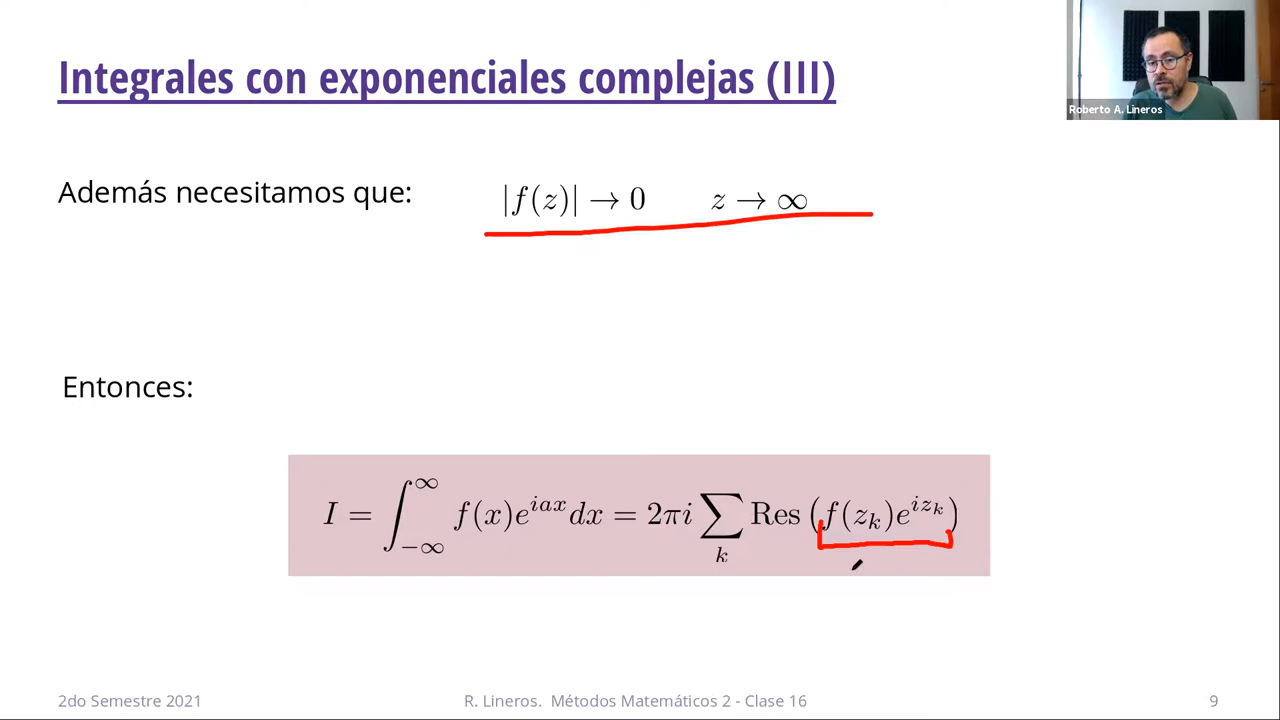 Integrales con exponenciales complejas (III)
Roberto A. Lineros
Además necesitamos que: |f(z)| → 0 z → ∞
Entonces:
I = ∫_{-∞}^{∞} f(x)e^{iax}dx = 2πi ∑_k Res (f(z_k)e^{iz_k})
2do Semestre 2021 R. Lineros. Métodos Matemáticos 2 - Clase 16 9